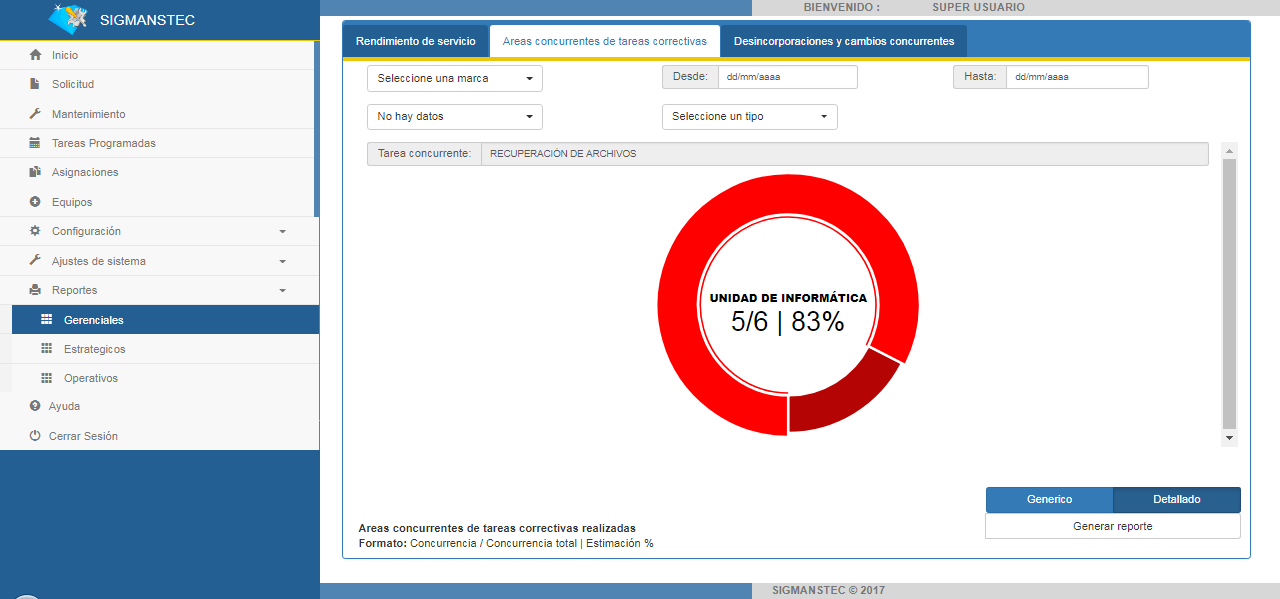 SIGMANSTEC
BIENVENIDO : SUPER USUARIO
Inicio
Solicitud
Mantenimiento
Tareas Programadas
Asignaciones
Equipos
Configuración
Ajustes de sistema
Reportes
Gerenciales
Estrategicos
Operativos
Ayuda
Cerrar Sesión
Rendimiento de servicio
Areas concurrentes de tareas correctivas
Desincorporaciones y cambios concurrentes
Seleccione una marca
Desde: dd/mm/aaaa
Hasta: dd/mm/aaaa
No hay datos
Seleccione un tipo
Tarea concurrente: RECUPERACIÓN DE ARCHIVOS
UNIDAD DE INFORMÁTICA
5/6 | 83%
Generico
Detallado
Generar reporte
Areas concurrentes de tareas correctivas realizadas
Formato: Concurrencia / Concurrencia total | Estimación %
SIGMANSTEC © 2017